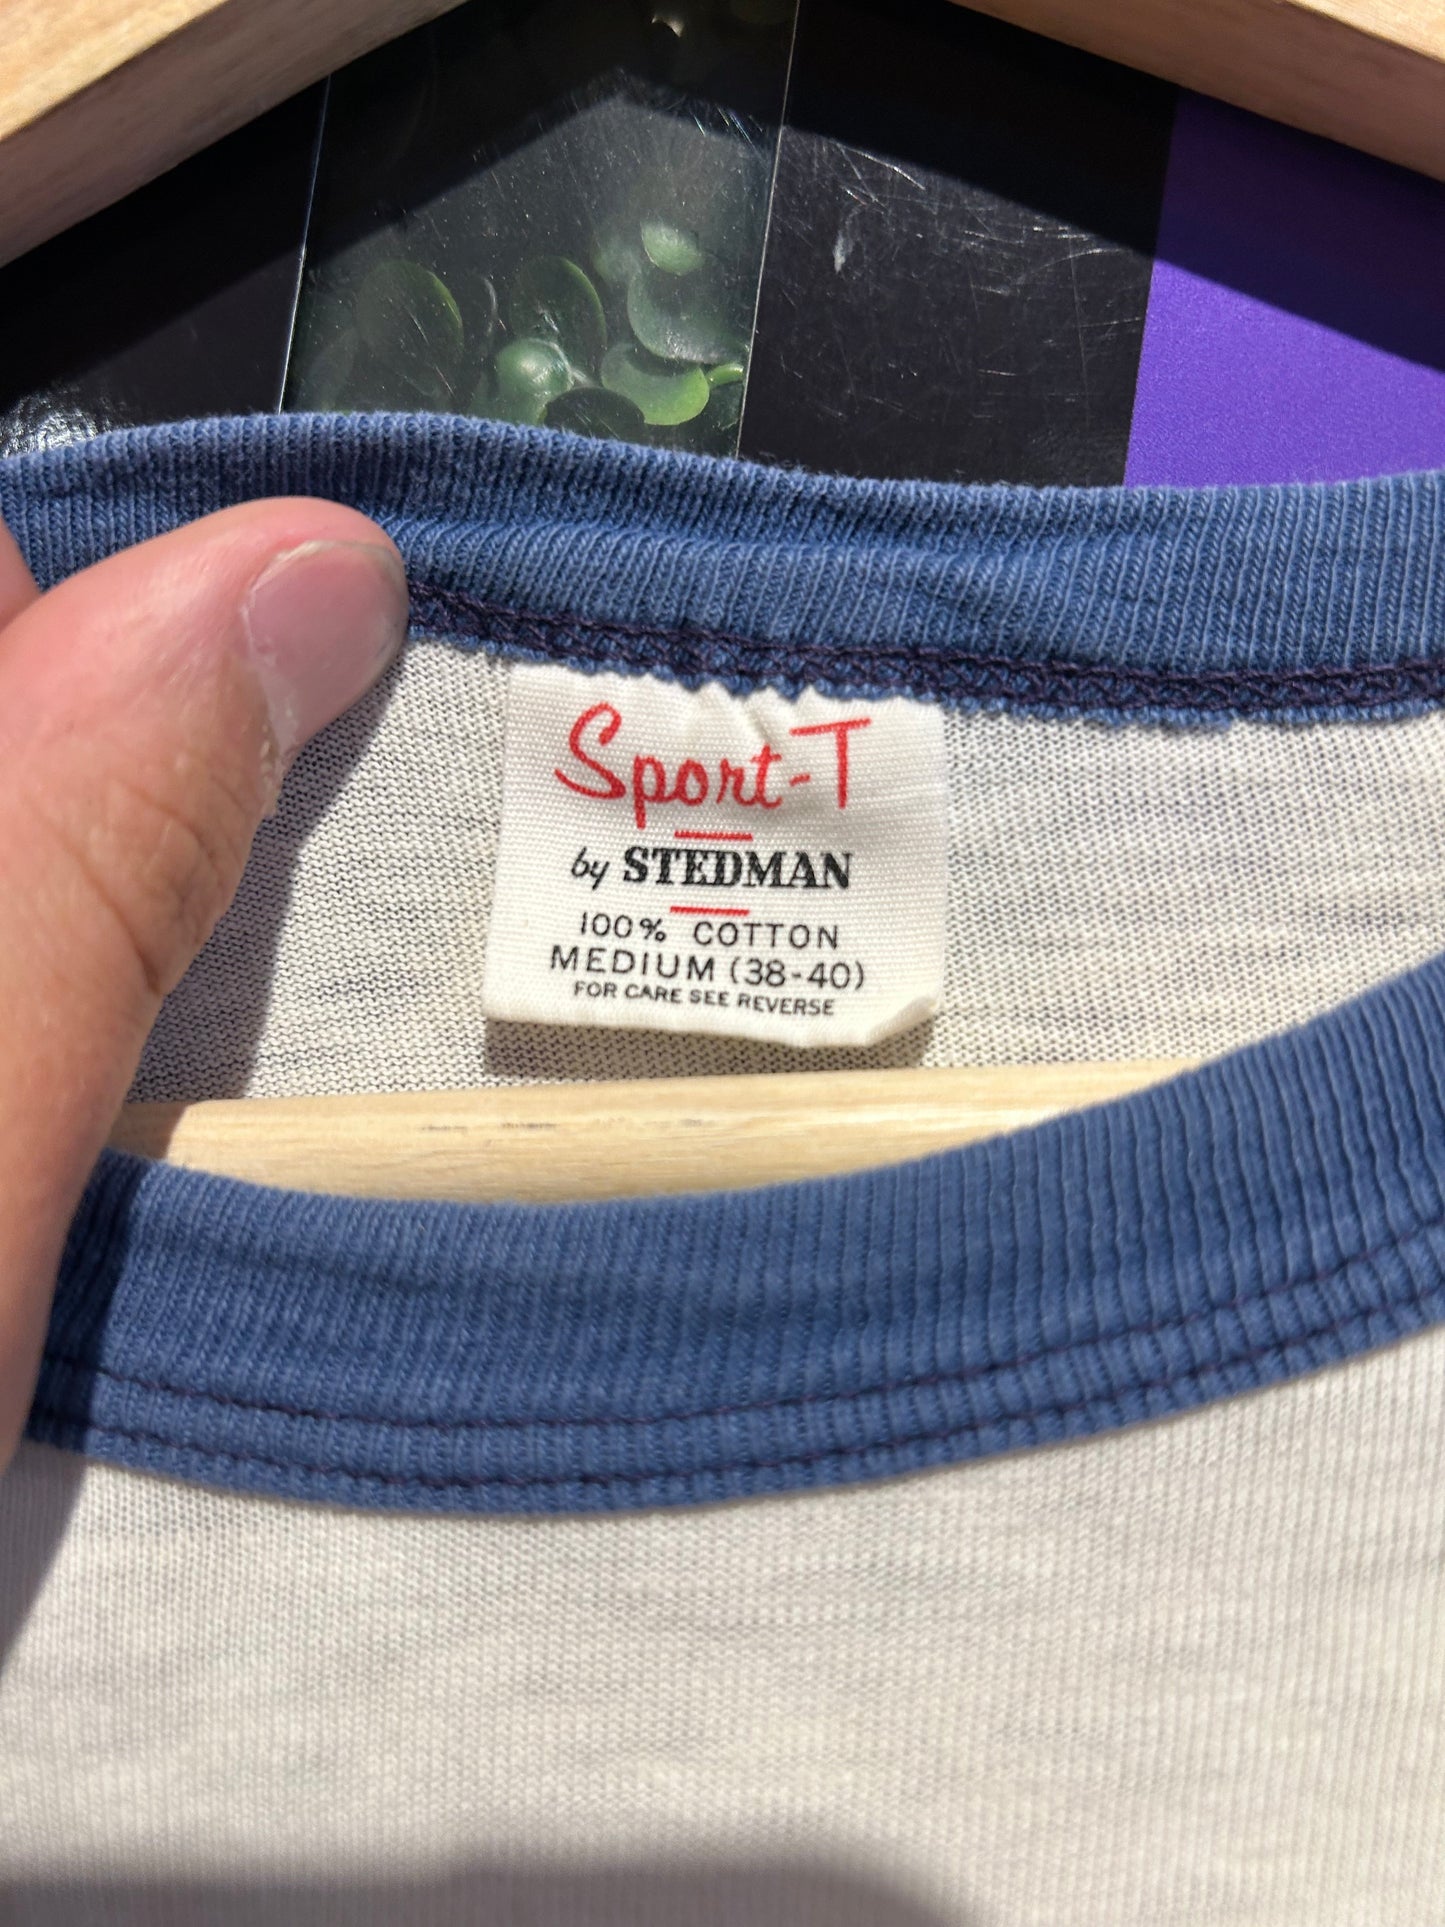 Sport-T
by STEDMAN
100% COTTON
MEDIUM (38-40)
FOR CARE SEE REVERSE